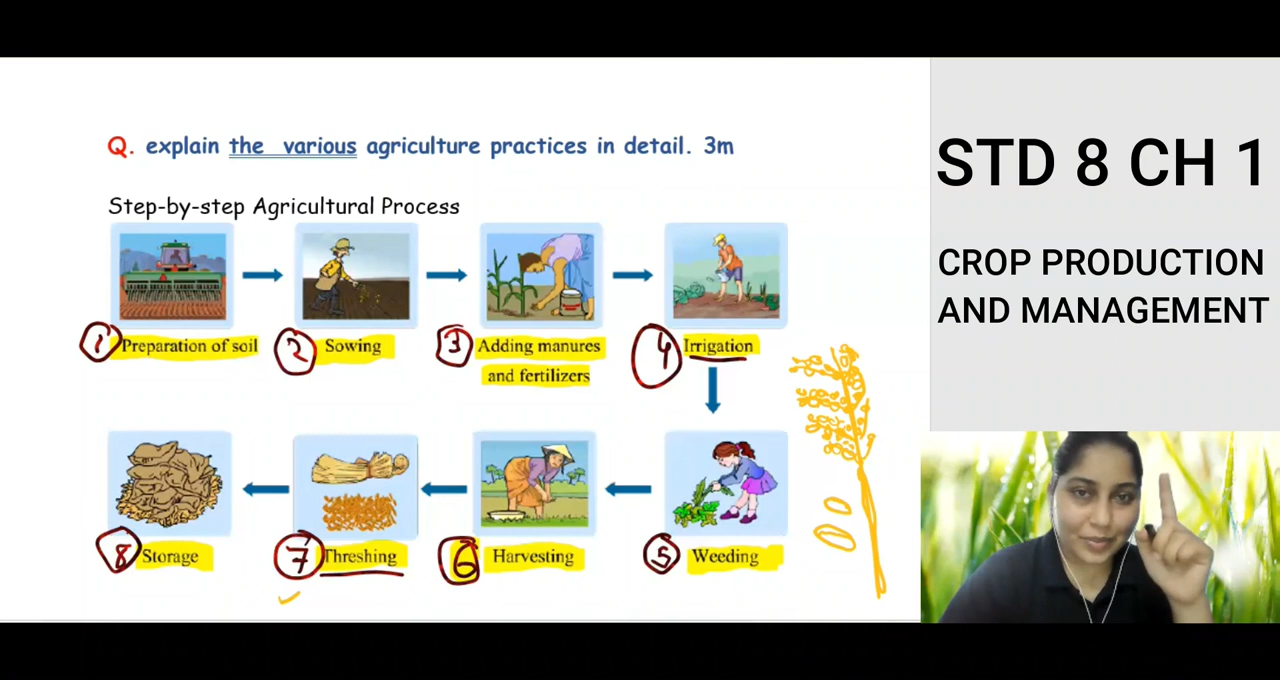 Q. explain the various agriculture practices in detail. 3m
Step-by-step Agricultural Process
1 Preparation of soil
2 Sowing
3 Adding manures
and fertilizers
4 Irrigation
8 Storage
7 Threshing
6 Harvesting
5 Weeding
STD 8 CH 1
CROP PRODUCTION
AND MANAGEMENT